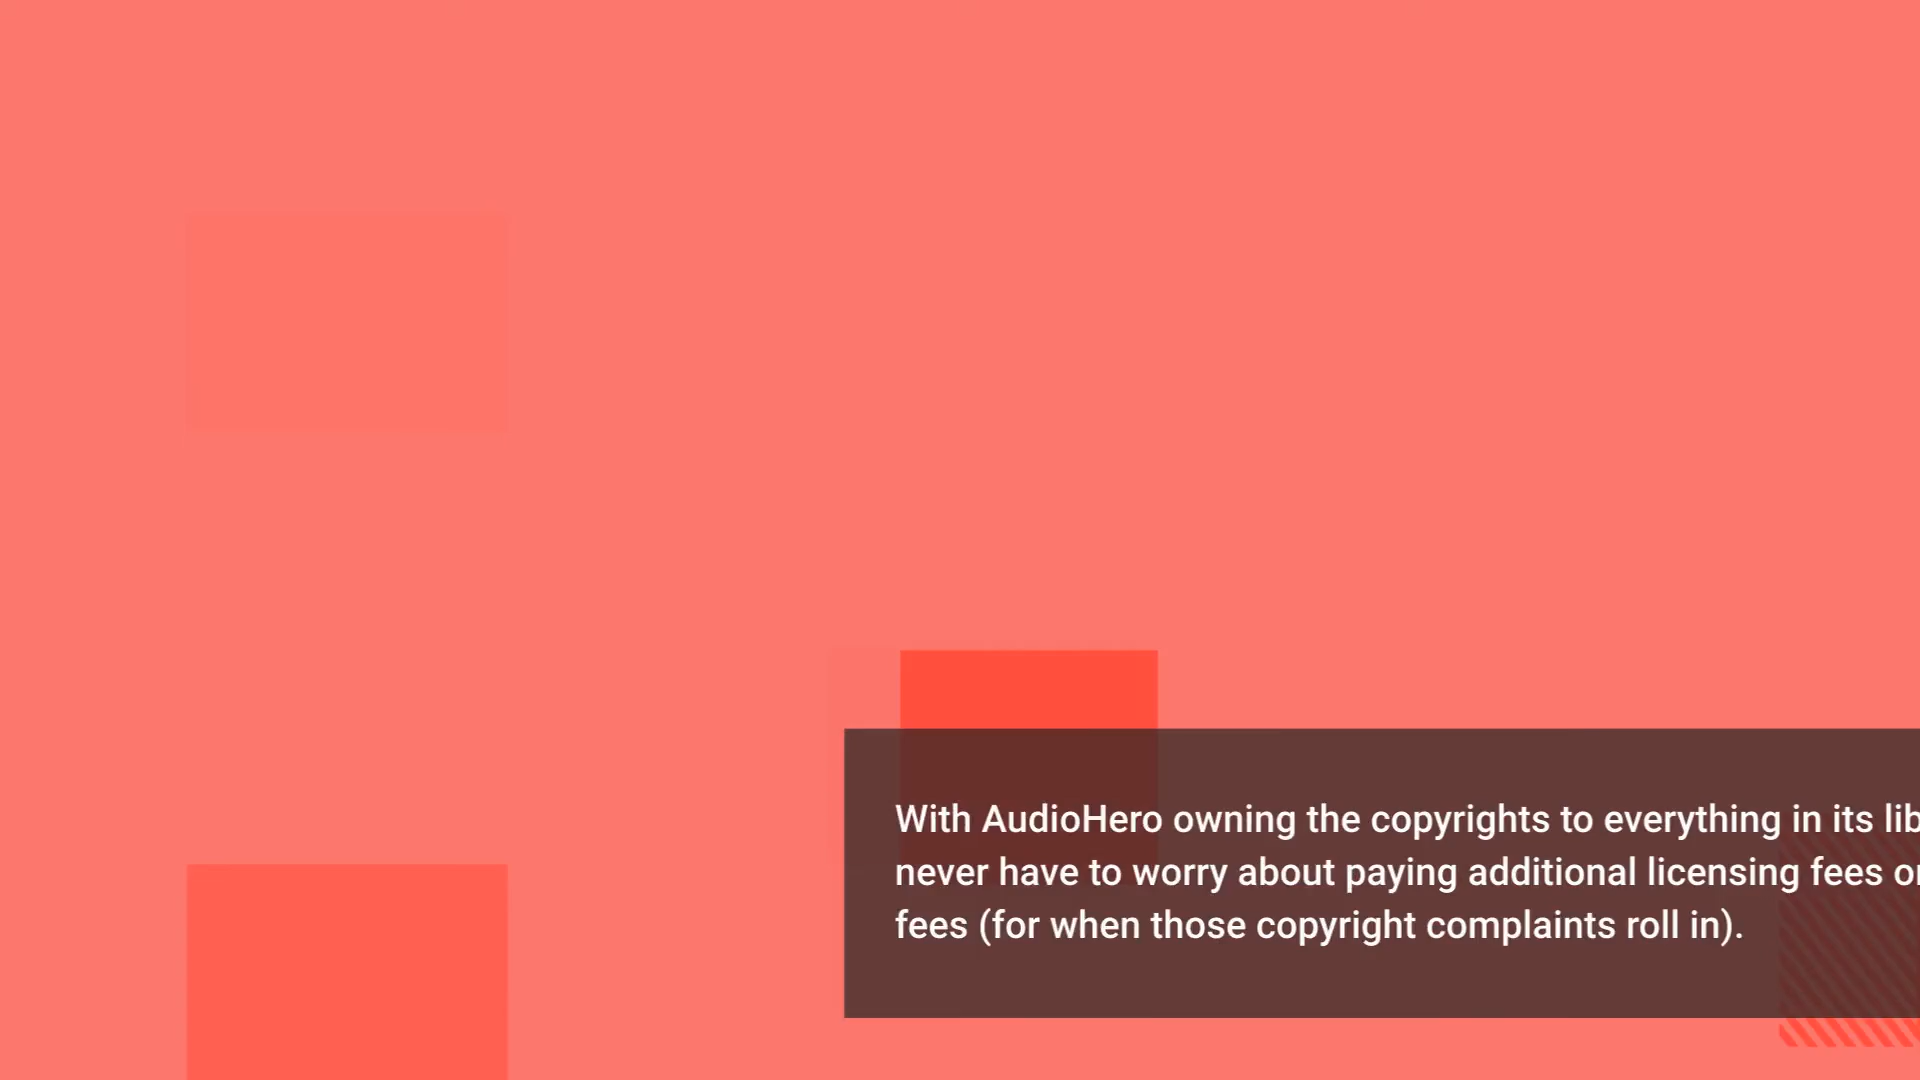 With AudioHero owning the copyrights to everything in its
never have to worry about paying additional licensing fees
fees (for when those copyright complaints roll in).